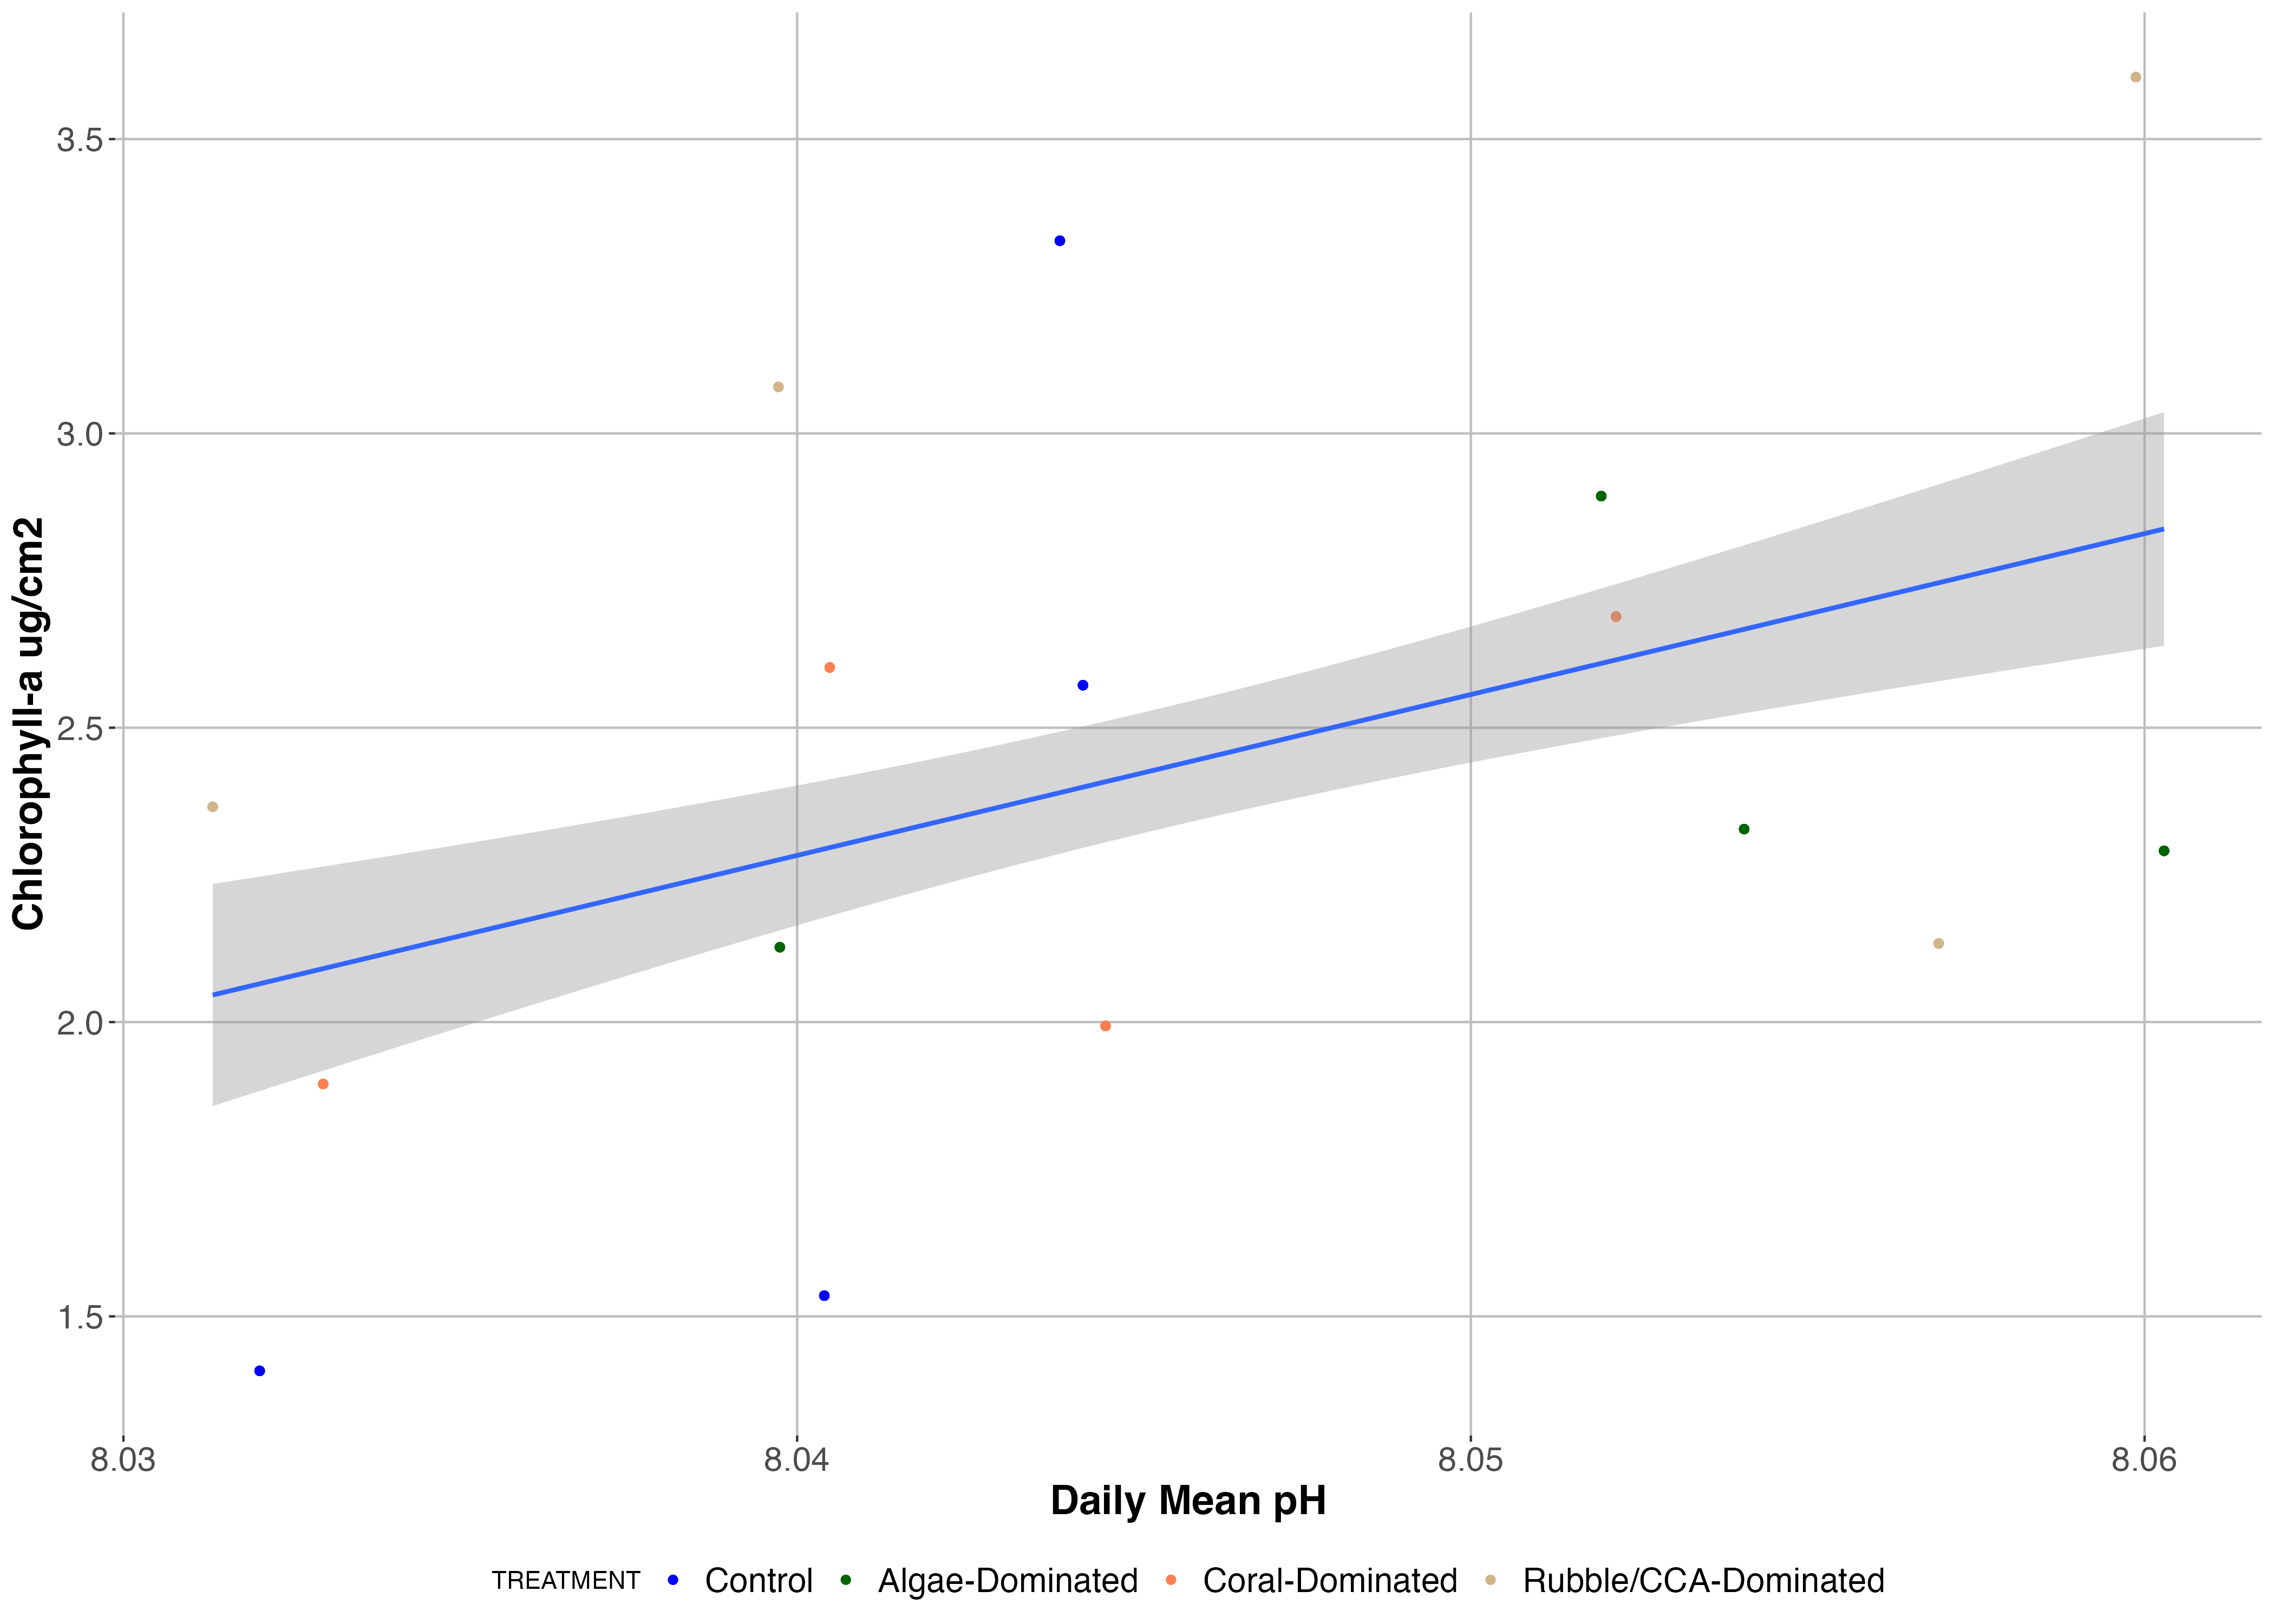 Chlorophyll-a ug/cm2
3.5
3.0
2.5
2.0
1.5
8.03 8.04 8.05 8.06
Daily Mean pH
TREATMENT Control Algae-Dominated Coral-Dominated Rubble/CCA-Dominated